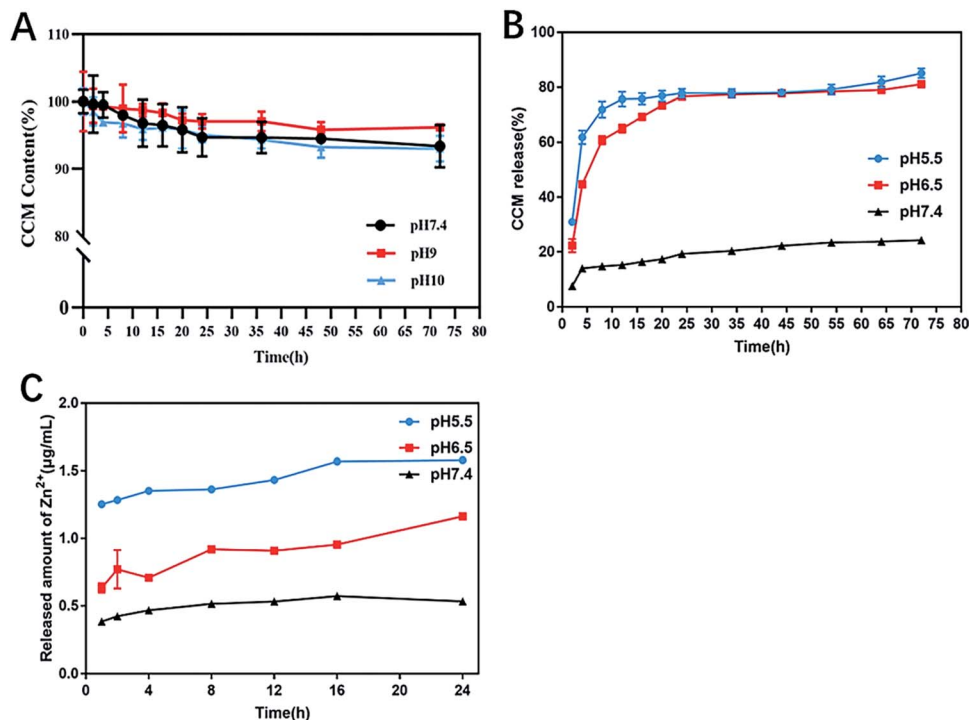 A
CCM Content(%)
110
100
90
80
0
pH7.4
pH9
pH10
0 5 10 15 20 25 30 35 40 45 50 55 60 65 70 75 80
Time(h)
B
CCM release(%)
100
80
60
40
20
0
pH5.5
pH6.5
pH7.4
0 5 10 15 20 25 30 35 40 45 50 55 60 65 70 75 80
Time(h)
C
Released amount of Zn²⁺(μg/mL)
2.0
1.5
1.0
0.5
0.0
pH5.5
pH6.5
pH7.4
0 4 8 12 16 20 24
Time(h)